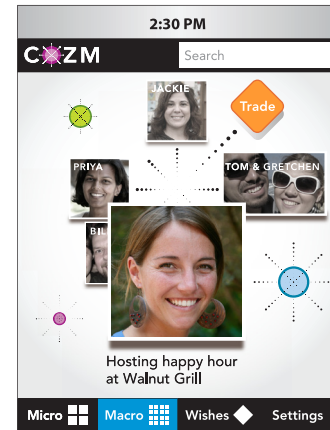 2:30 PM
COZM
Search
JACKIE
Trade
PRIYA
TOM & GRETCHEN
BIL
Hosting happy hour
at Walnut Grill
Micro
Macro
Wishes
Settings